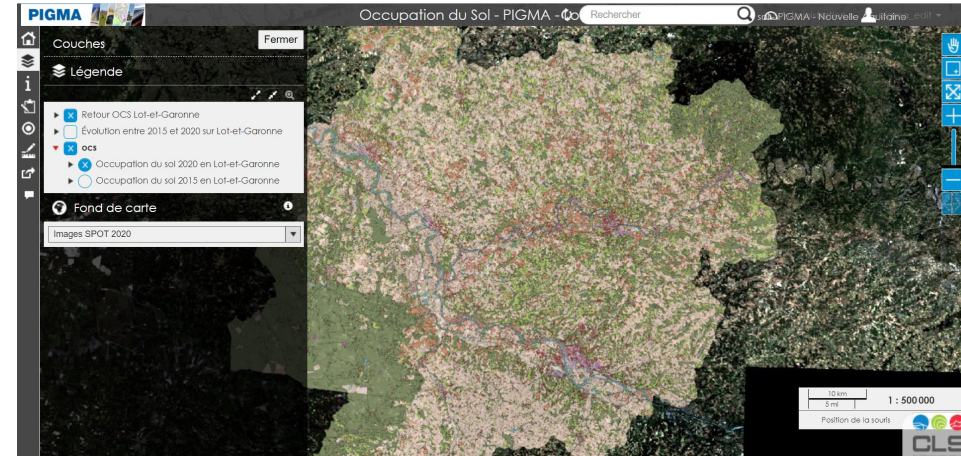 PIGMA
Occupation du Sol - PIGMA -
Rechercher
PIGMA - Nouvelle Aquitaine
edit
Couches
Fermer
Légende
Retour OCS Lot-et-Garonne
Évolution entre 2015 et 2020 sur Lot-et-Garonne
ocs
Occupation du sol 2020 en Lot-et-Garonne
Occupation du sol 2015 en Lot-et-Garonne
Fond de carte
Images SPOT 2020
10 km
5 mi
1 : 500 000
Position de la souris
CLS